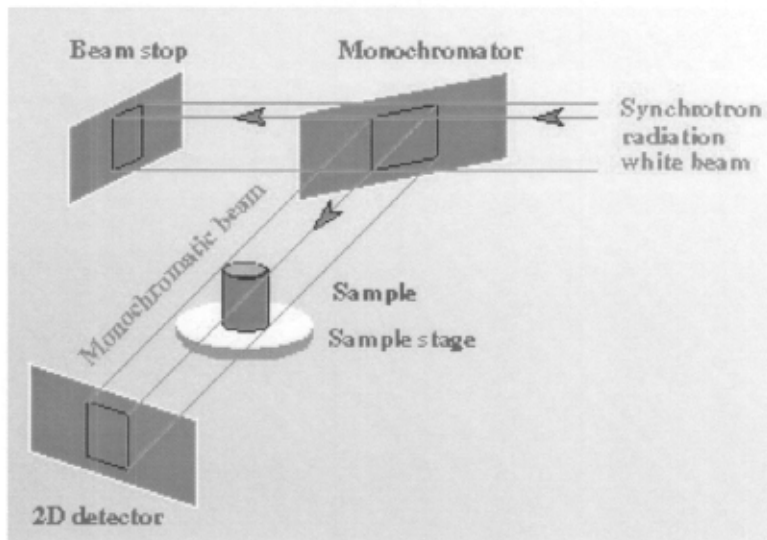 Beam stop
Monochromator
Synchrotron
radiation
white beam
Monochromatic beam
Sample
Sample stage
2D detector